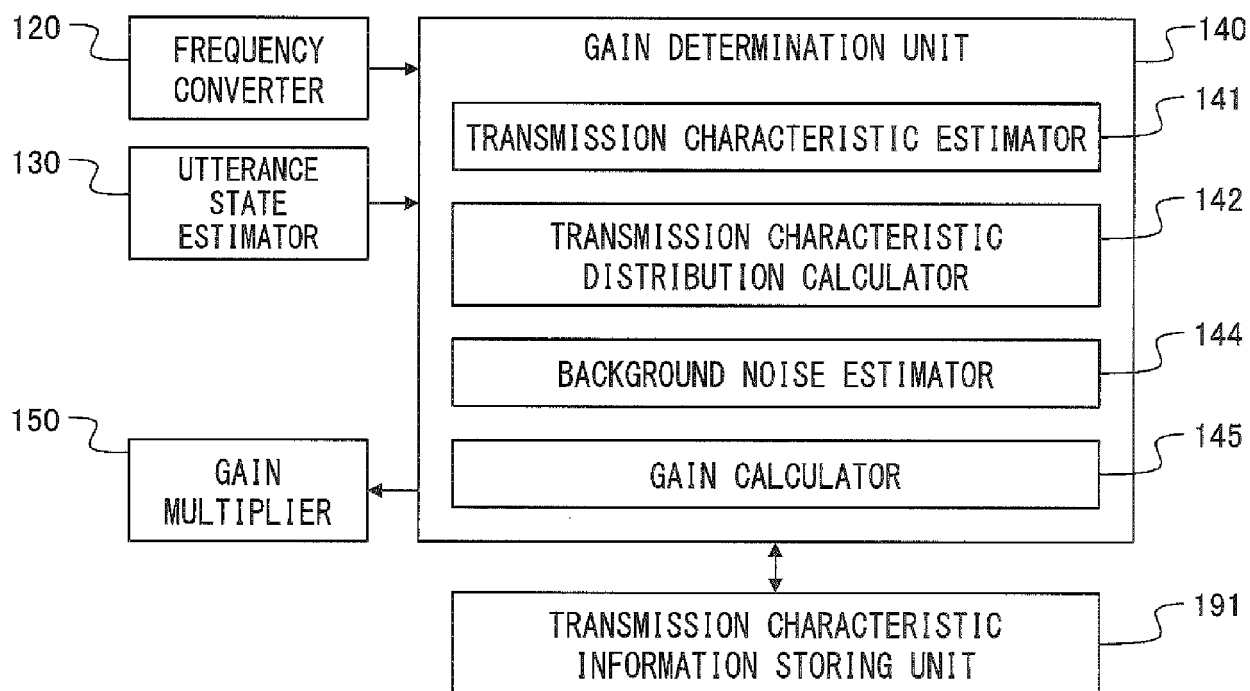 120
FREQUENCY
CONVERTER
130
UTTERANCE
STATE
ESTIMATOR
150
GAIN
MULTIPLIER
GAIN DETERMINATION UNIT
140
TRANSMISSION CHARACTERISTIC ESTIMATOR
141
TRANSMISSION CHARACTERISTIC
DISTRIBUTION CALCULATOR
142
BACKGROUND NOISE ESTIMATOR
144
GAIN CALCULATOR
145
TRANSMISSION CHARACTERISTIC
INFORMATION STORING UNIT
191